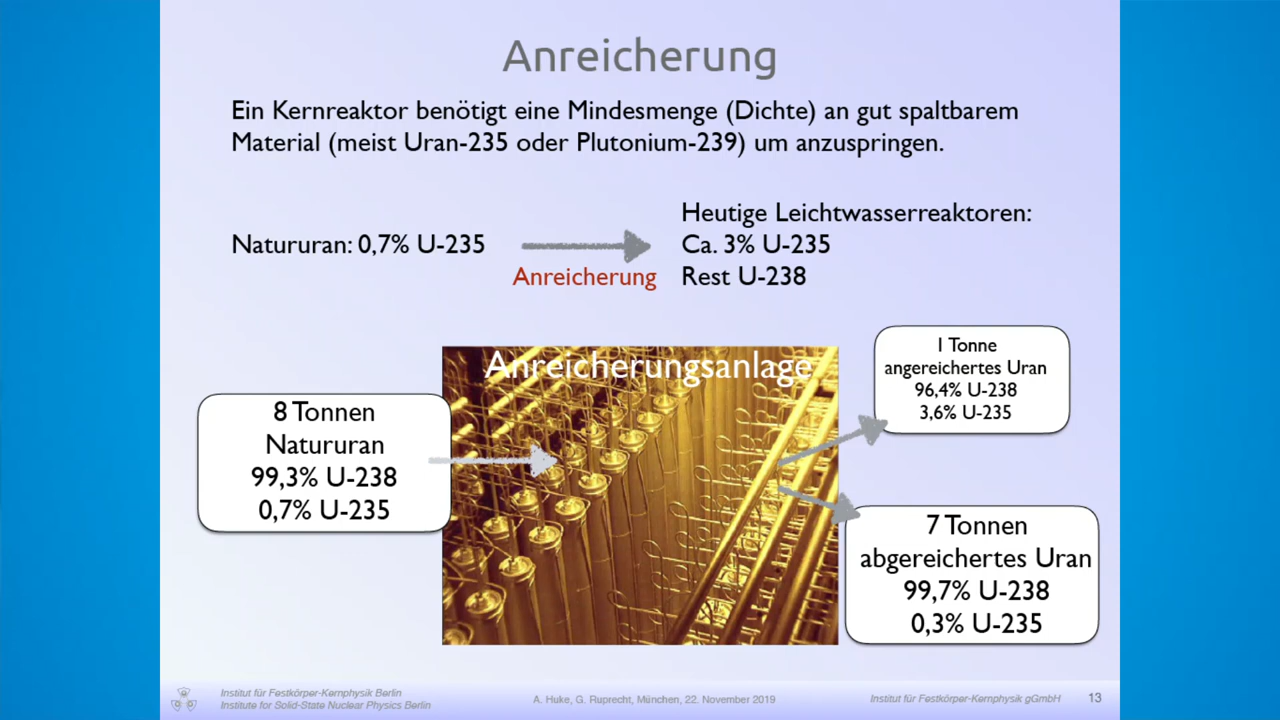 Anreicherung
Ein Kernreaktor benötigt eine Mindesmenge (Dichte) an gut spaltbarem
Material (meist Uran-235 oder Plutonium-239) um anzuspringen.
Natururan: 0,7% U-235
Anreicherung
Heutige Leichtwasserreaktoren:
Ca. 3% U-235
Rest U-238
Anreicherungsanlage
8 Tonnen
Natururan
99,3% U-238
0,7% U-235
1 Tonne
angereichertes Uran
96,4% U-238
3,6% U-235
7 Tonnen
abgereichertes Uran
99,7% U-238
0,3% U-235
Institut für Festkörper-Kernphysik Berlin
Institute for Solid-State Nuclear Physics Berlin
A. Huke, G. Ruprecht, München, 22. November 2019
Institut für Festkörper-Kernphysik gGmbH
13